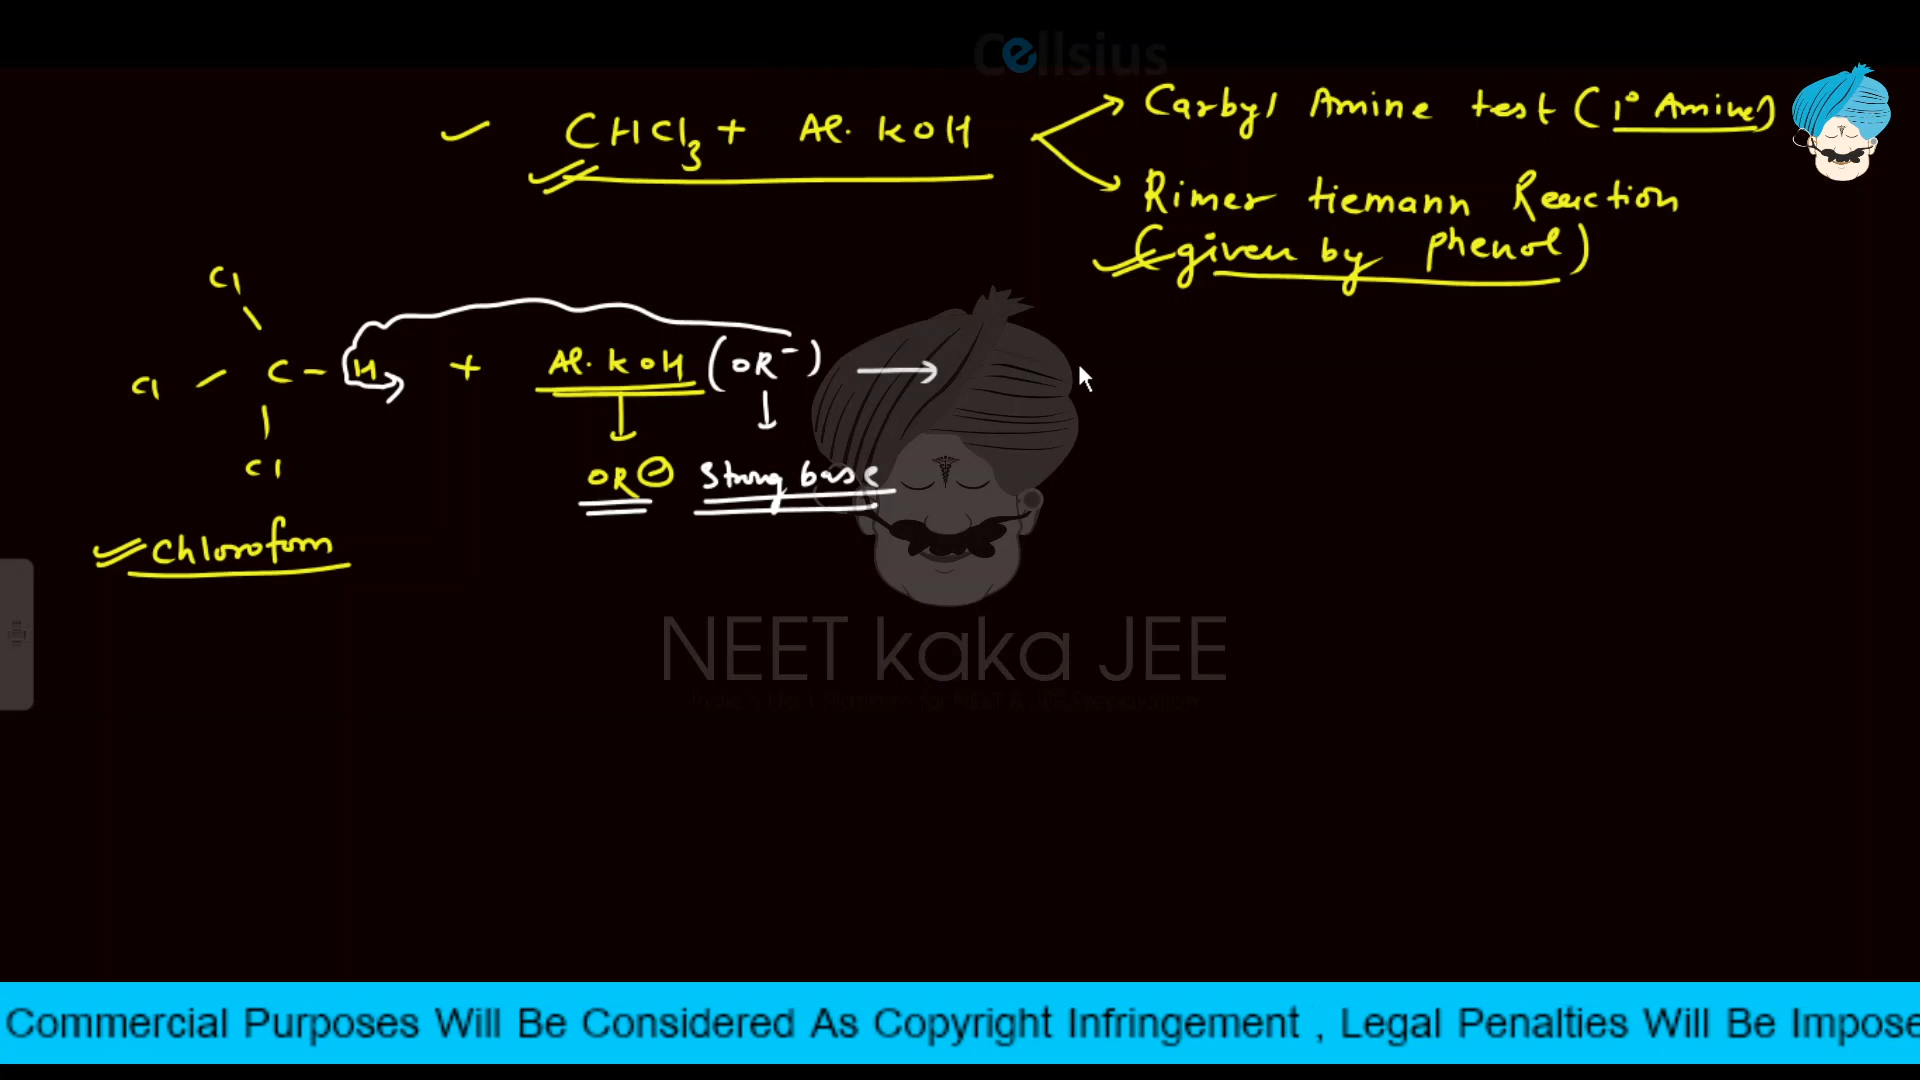 Cellsius
CHCl3 + Al. KOH
Carbyl Amine test (1° Amine)
Rimer tiemann Reaction
(given by phenol)
Cl
Cl - C - H + Al. KOH (OR⁻) →
Cl
OR⊖ Strong base
Chloroform
NEET kaka JEE
Commercial Purposes Will Be Considered As Copyright Infringement , Legal Penalties Will Be Impose